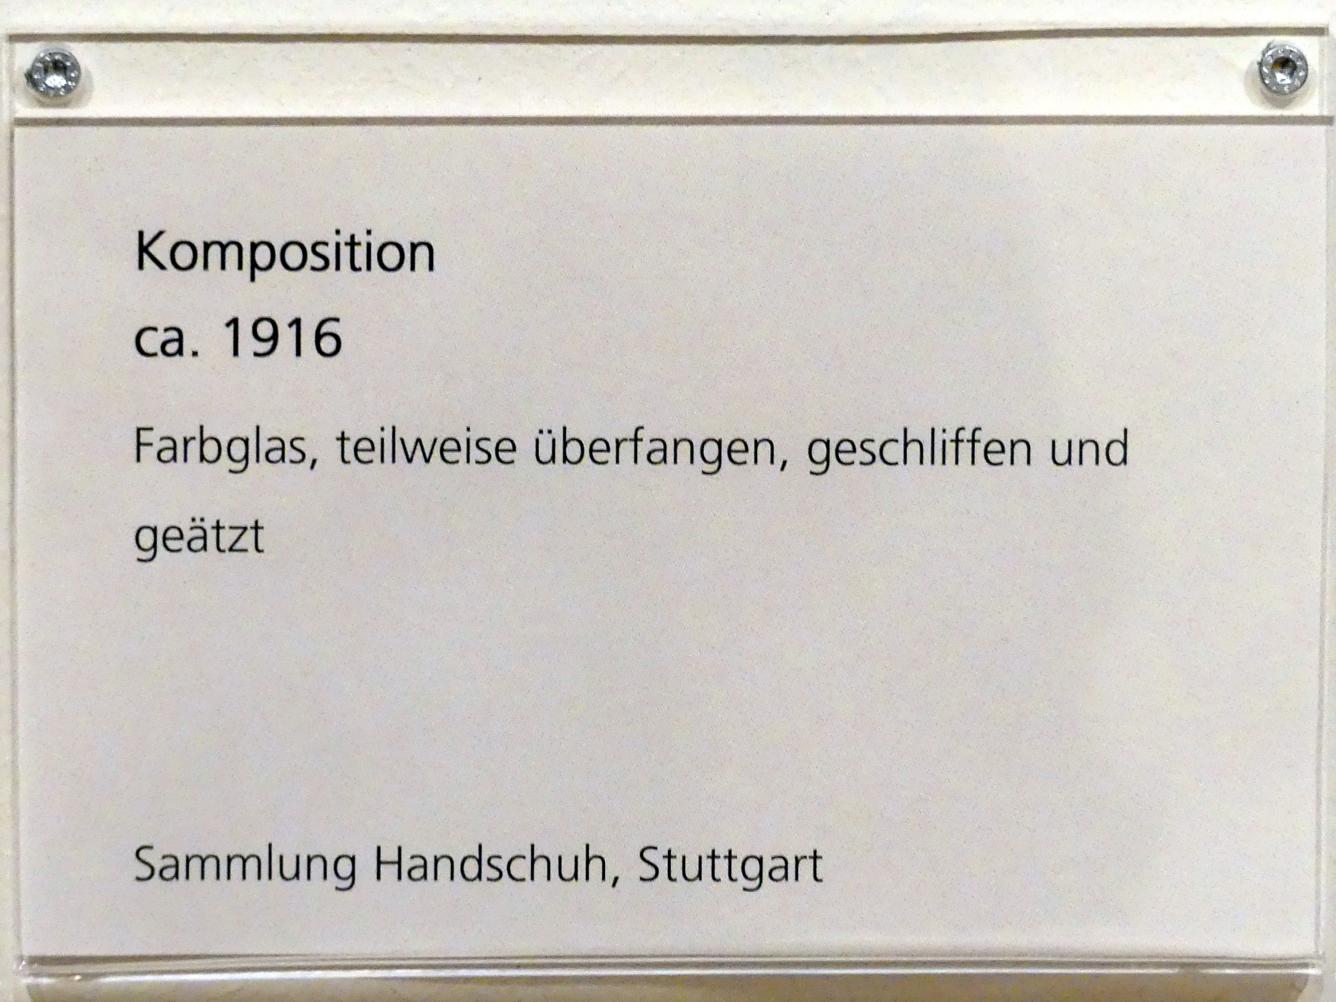 Komposition
ca. 1916
Farbglas, teilweise überfangen, geschliffen und
geätzt
Sammlung Handschuh, Stuttgart